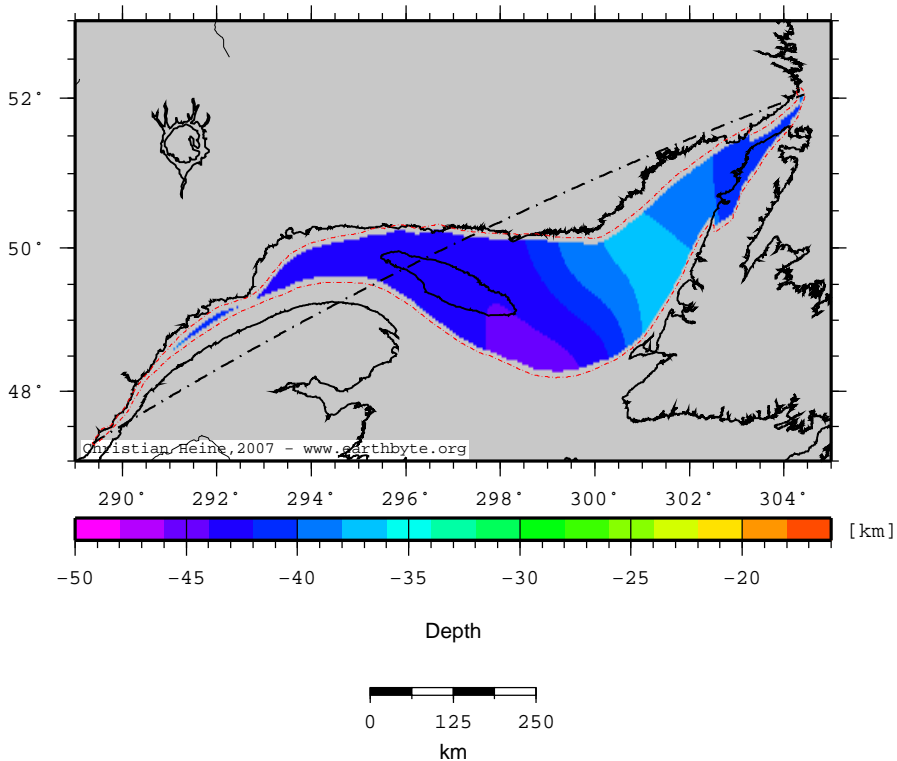 52°
50°
48°
Christian Heine,2007 - www.earthbyte.org
290° 292° 294° 296° 298° 300° 302° 304°
[km]
-50 -45 -40 -35 -30 -25 -20
Depth
0 125 250
km